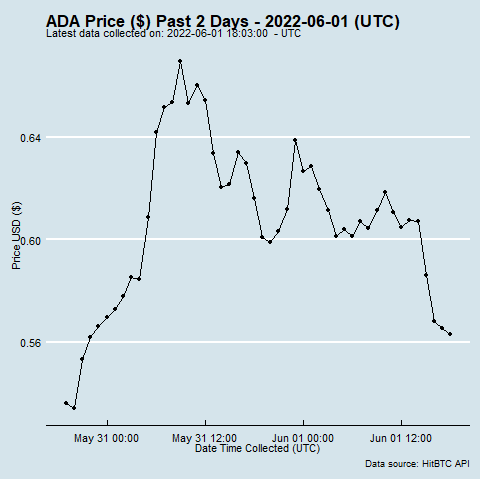 ADA Price ($) Past 2 Days - 2022-06-01 (UTC)
Latest data collected on: 2022-06-01 18:03:00  - UTC
0.64
0.60
0.56
Price USD ($)
May 31 00:00 May 31 12:00 Jun 01 00:00 Jun 01 12:00
Date Time Collected (UTC)
Data source: HitBTC API